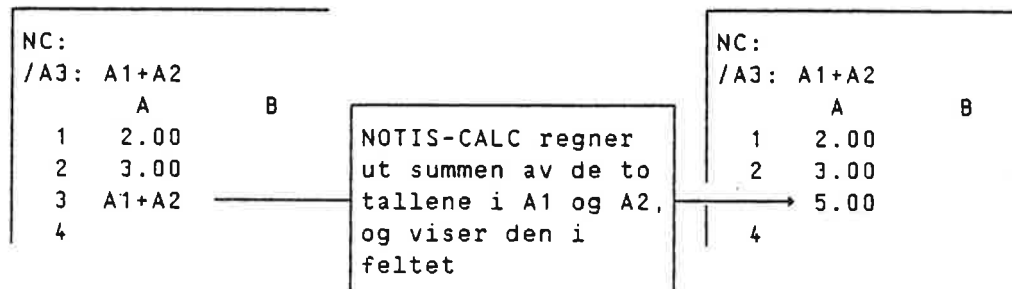 NC:
/A3: A1+A2
A B
1 2.00
2 3.00
3 A1+A2
4
NOTIS-CALC regner
ut summen av de to
tallene i A1 og A2,
og viser den i
feltet
NC:
/A3: A1+A2
A B
1 2.00
2 3.00
5.00
4